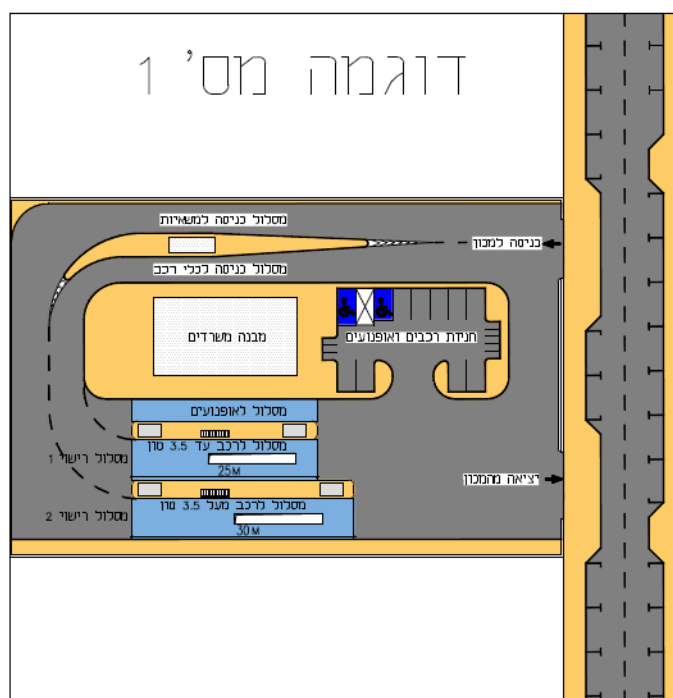 דוגמה מס' 1
מסלול כניסה למשאיות
כניסה למכון
מסלול כניסה לכלי רכב
מבנה משרדים
חניות רכבים ואופנועים
מסלול לאופנועים
מסלול לרכב עד 3.5 טון
מסלול רישוי 1
25M
יציאה מהמכון
מסלול לרכב מעל 3.5 טון
מסלול רישוי 2
30M